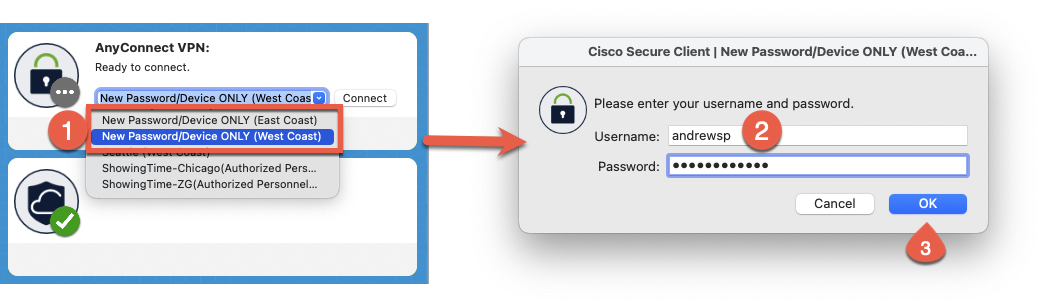 AnyConnect VPN:
Ready to connect.
New Password/Device ONLY (West Coas
Connect
1
New Password/Device ONLY (East Coast)
New Password/Device ONLY (West Coast)
Seattle (West Coast)
ShowingTime-Chicago(Authorized Pers...
ShowingTime-ZG(Authorized Personnel...
Cisco Secure Client | New Password/Device ONLY (West Coa...
Please enter your username and password.
Username: andrewsp
2
Password: ••••••••••••
Cancel
OK
3